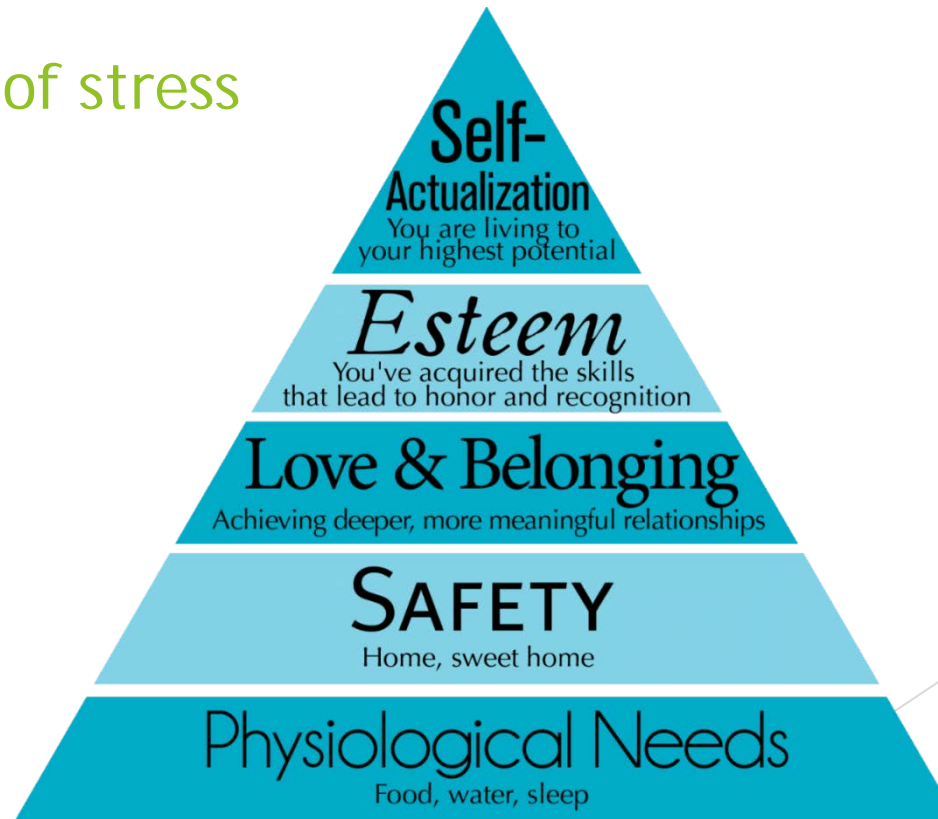 of stress
Self-
Actualization
You are living to
your highest potential
Esteem
You've acquired the skills
that lead to honor and recognition
Love & Belonging
Achieving deeper, more meaningful relationships
SAFETY
Home, sweet home
Physiological Needs
Food, water, sleep